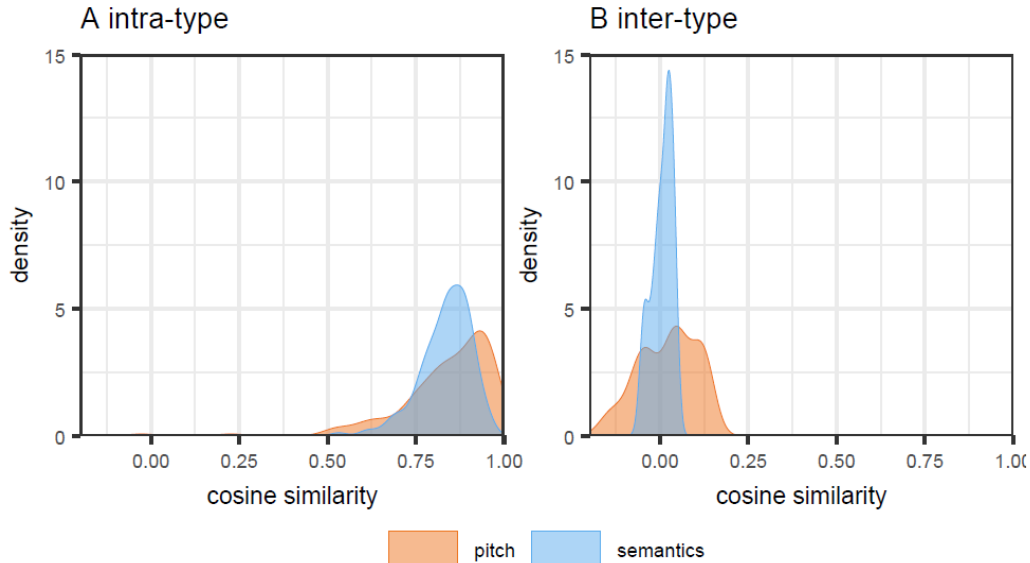 A intra-type
B inter-type
15
10
5
0
density
0.00 0.25 0.50 0.75 1.00
cosine similarity
15
10
5
0
density
0.00 0.25 0.50 0.75 1.00
cosine similarity
pitch semantics